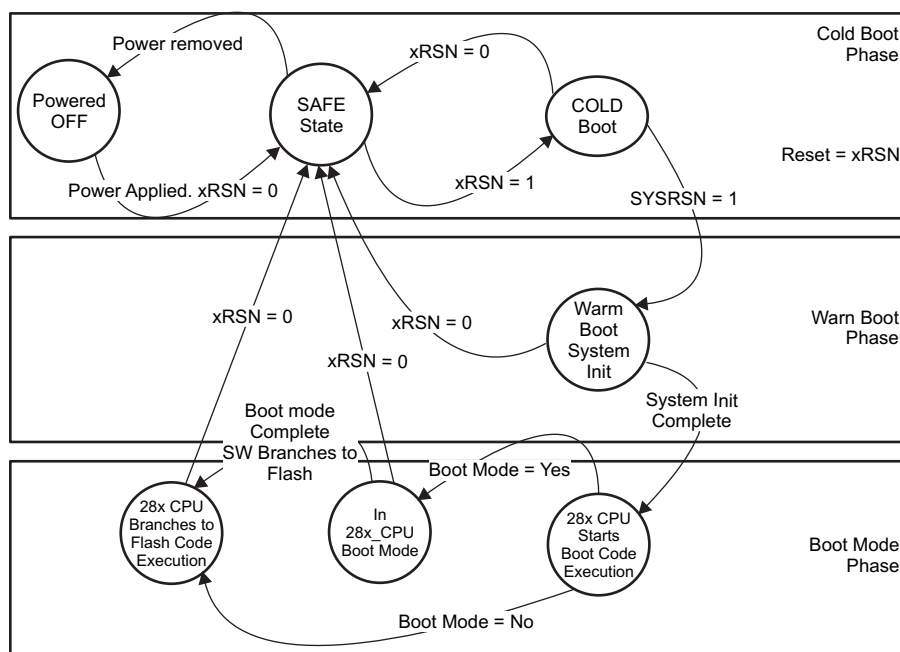 Power removed
xRSN = 0
Cold Boot
Phase
Powered
OFF
SAFE
State
COLD
Boot
Reset = xRSN
Power Applied. xRSN = 0
xRSN = 1
SYSRSN = 1
xRSN = 0
xRSN = 0
xRSN = 0
Warm
Boot
System
Init
Warn Boot
Phase
System Init
Complete
Boot mode
Complete
SW Branches to
Flash
Boot Mode = Yes
28x CPU
Branches to
Flash Code
Execution
In
28x_CPU
Boot Mode
28x CPU
Starts
Boot Code
Execution
Boot Mode
Phase
Boot Mode = No